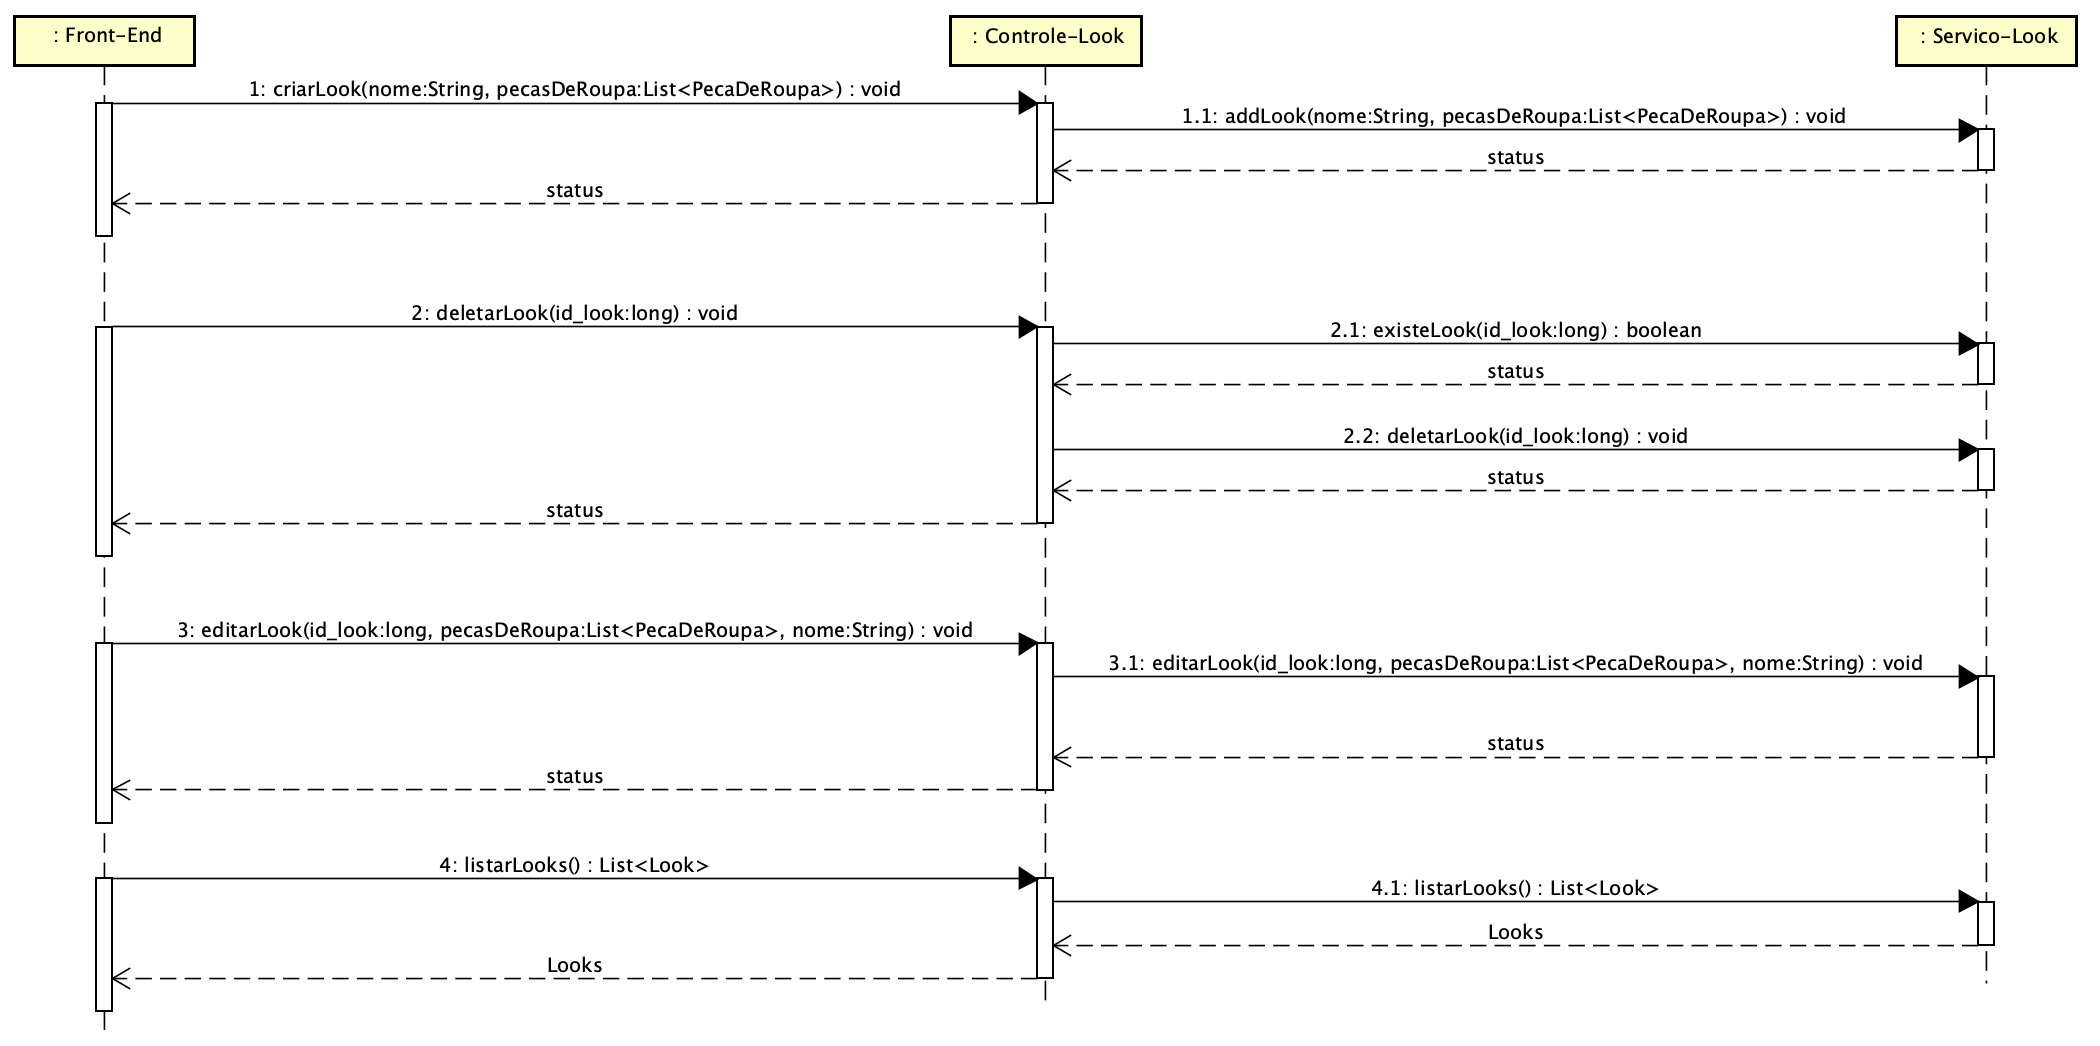 : Front-End
: Controle-Look
: Servico-Look
1: criarLook(nome:String, pecasDeRoupa:List<PecaDeRoupa>) : void
1.1: addLook(nome:String, pecasDeRoupa:List<PecaDeRoupa>) : void
status
status
2: deletarLook(id_look:long) : void
2.1: existeLook(id_look:long) : boolean
status
2.2: deletarLook(id_look:long) : void
status
status
3: editarLook(id_look:long, pecasDeRoupa:List<PecaDeRoupa>, nome:String) : void
3.1: editarLook(id_look:long, pecasDeRoupa:List<PecaDeRoupa>, nome:String) : void
status
status
4: listarLooks() : List<Look>
4.1: listarLooks() : List<Look>
Looks
Looks